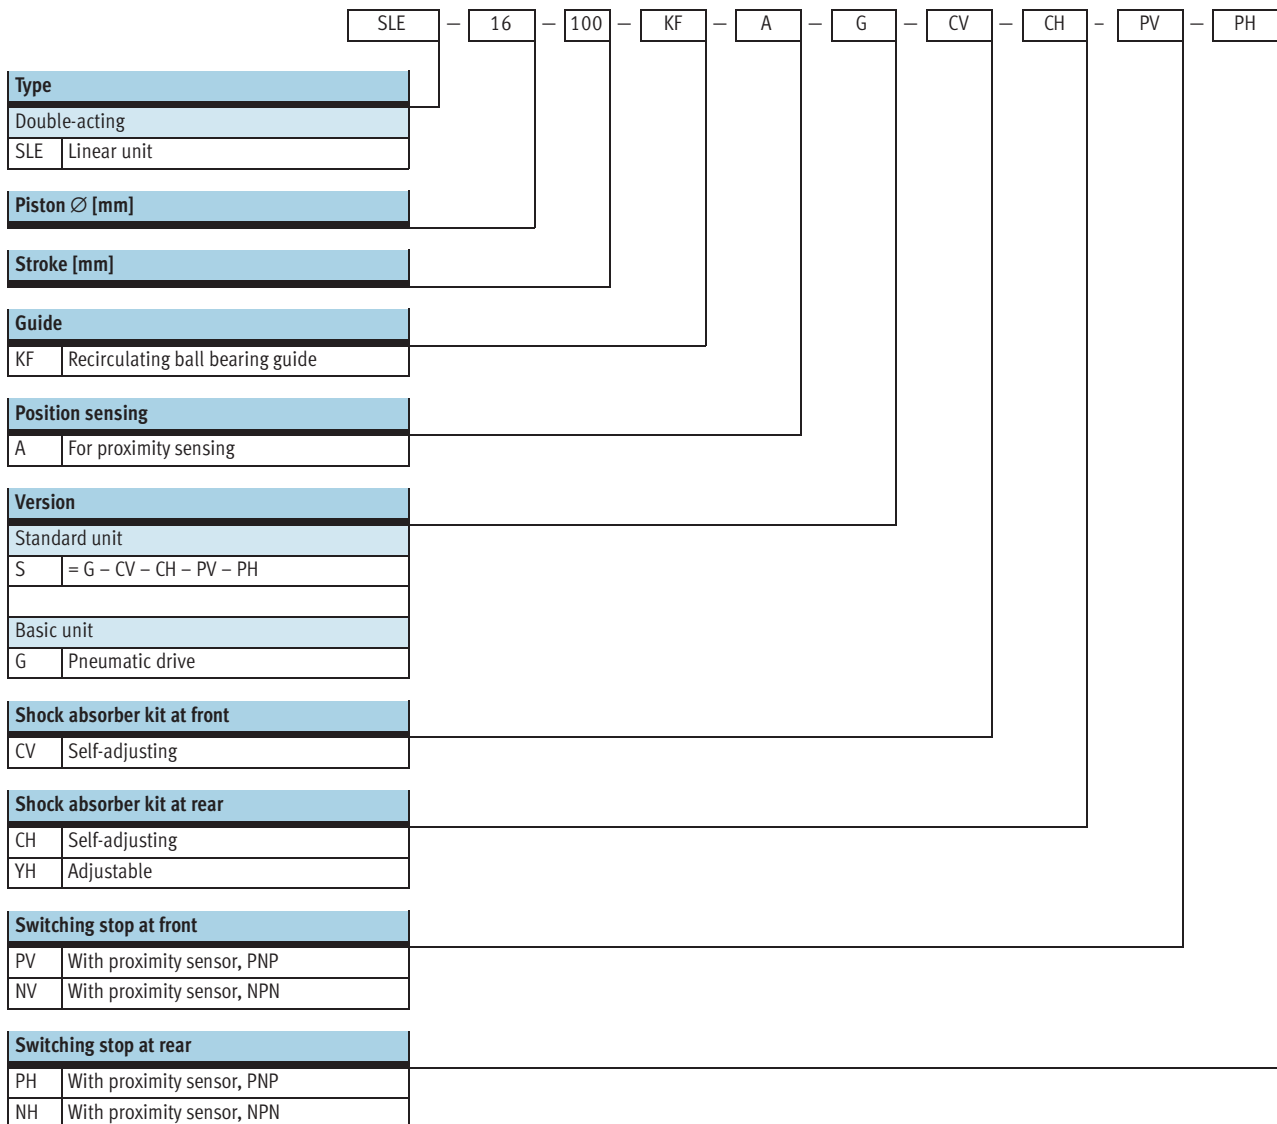 SLE — 16 — 100 — KF — A — G — CV — CH – PV — PH
Type
Double-acting
SLE Linear unit
Piston ∅ [mm]
Stroke [mm]
Guide
KF Recirculating ball bearing guide
Position sensing
A For proximity sensing
Version
Standard unit
S = G – CV – CH – PV – PH
Basic unit
G Pneumatic drive
Shock absorber kit at front
CV Self-adjusting
Shock absorber kit at rear
CH Self-adjusting
YH Adjustable
Switching stop at front
PV With proximity sensor, PNP
NV With proximity sensor, NPN
Switching stop at rear
PH With proximity sensor, PNP
NH With proximity sensor, NPN